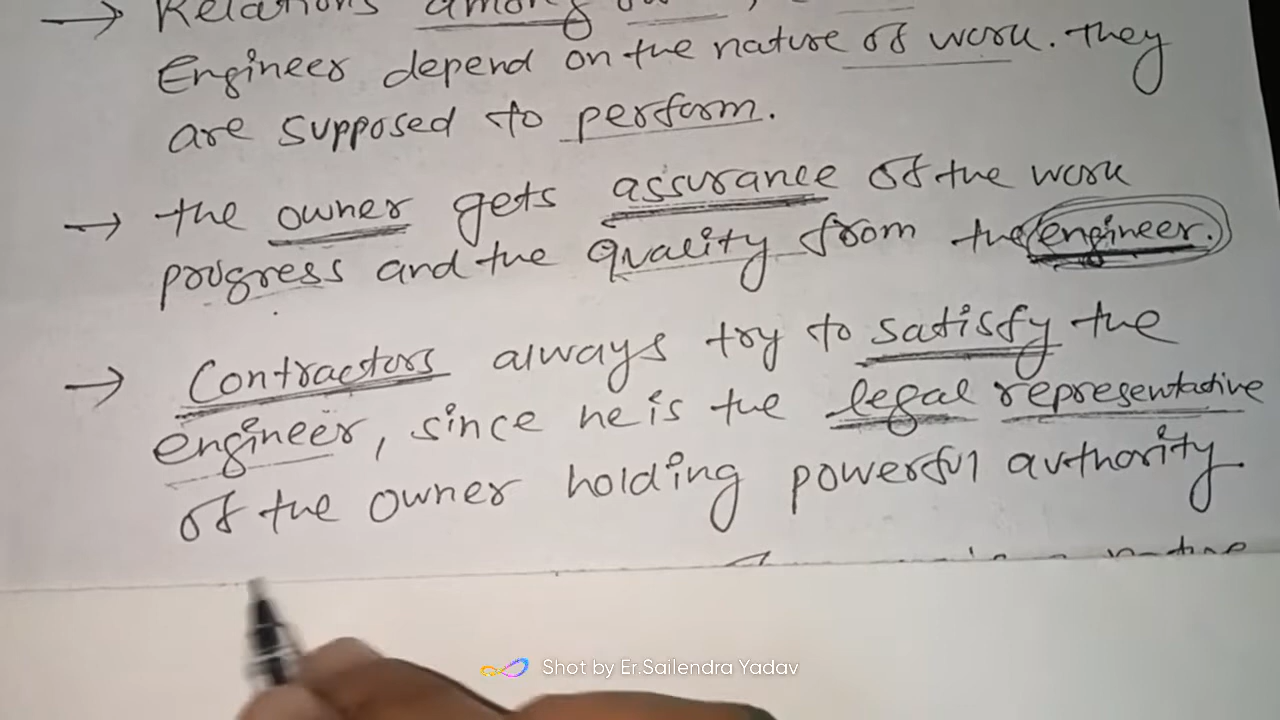 → Relations among
Engineer depend on the nature of work. They
are supposed to perform.
→ the owner gets assurance of the work
progress and the quality from the engineer.
→ Contractors always try to satisfy the
engineer, since he is the legal representative
of the owner holding powerful authority
Shot by Er.Sailendra Yadav